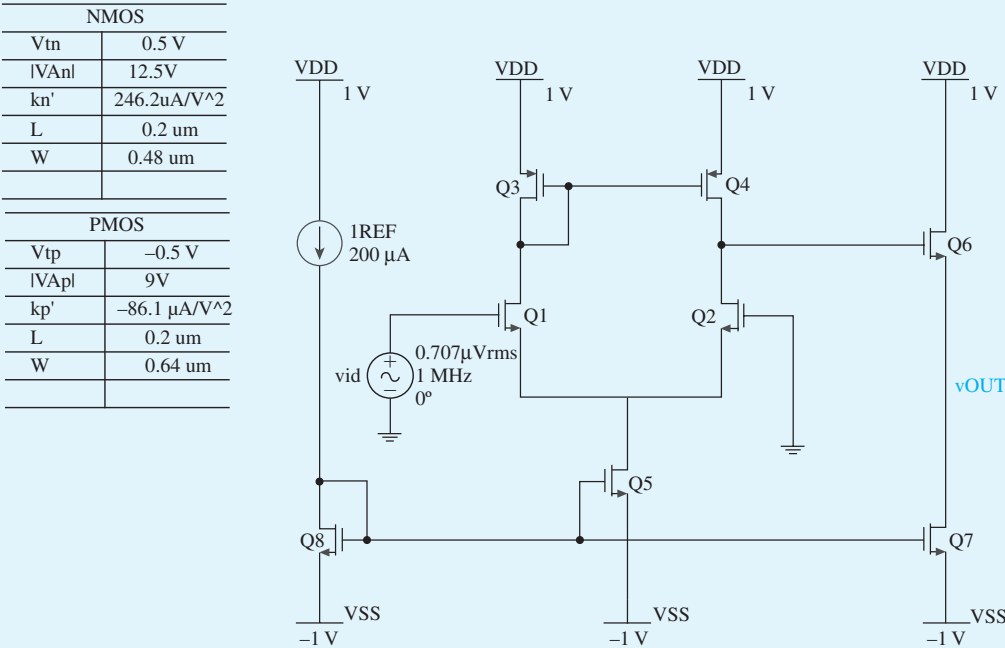 NMOS
Vtn 0.5 V
|VAn| 12.5V
kn' 246.2uA/V^2
L 0.2 um
W 0.48 um
PMOS
Vtp –0.5 V
|VAp| 9V
kp' –86.1 µA/V^2
L 0.2 um
W 0.64 um
VDD
1 V
VDD
1 V
VDD
1 V
VDD
1 V
Q3
Q4
1REF
200 µA
Q6
Q1
Q2
vid
+
–
0.707µVrms
1 MHz
0º
vOUT
Q5
Q8
Q7
VSS
–1 V
VSS
–1 V
VSS
–1 V